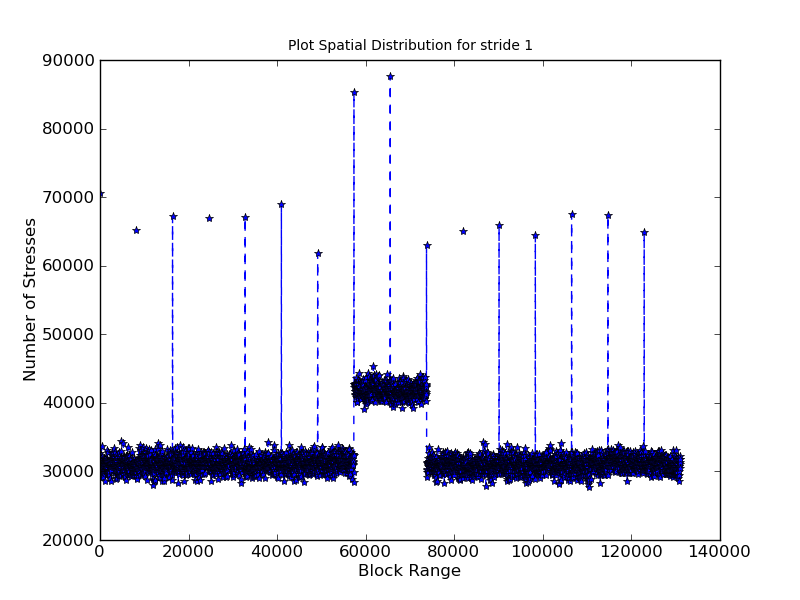 Plot Spatial Distribution for stride 1
90000
80000
70000
60000
50000
40000
30000
20000
Number of Stresses
0 20000 40000 60000 80000 100000 120000 140000
Block Range